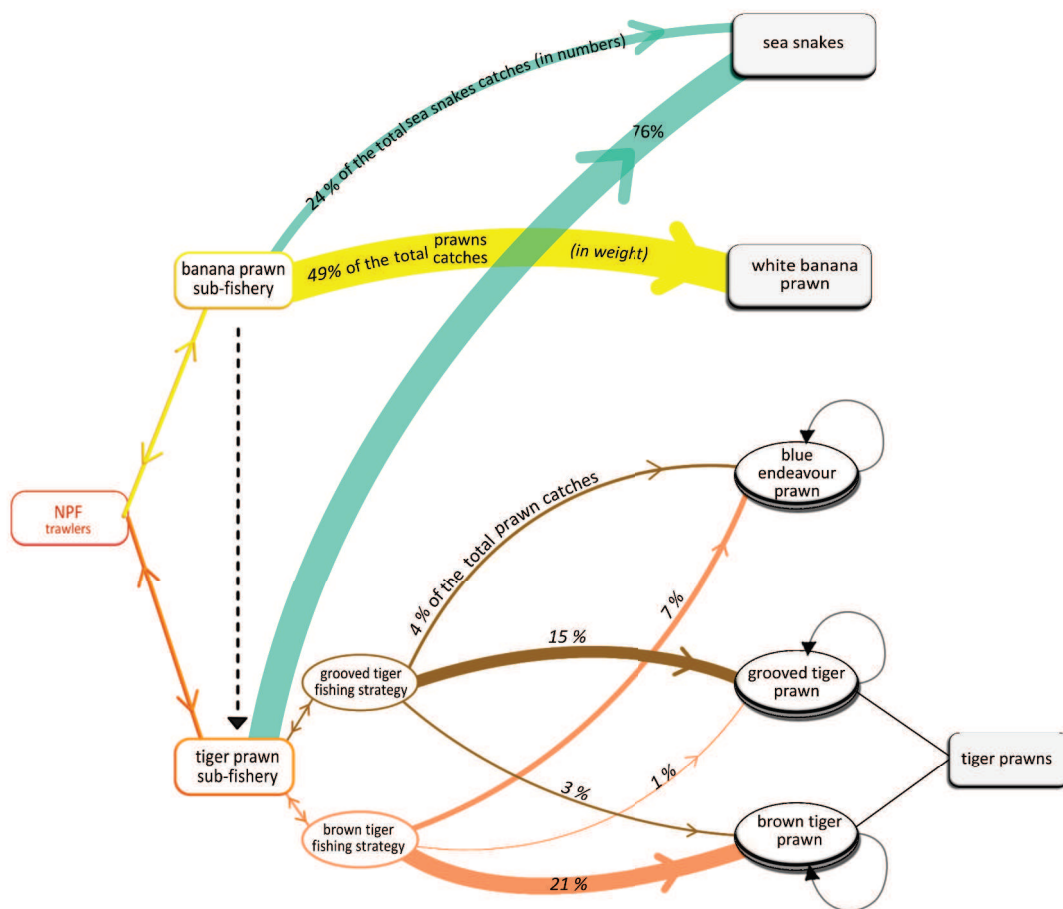 sea snakes
24 % of the total sea snakes catches (in numbers)
76%
banana prawn
sub-fishery
49% of the total prawns
catches
(in weight)
white banana
prawn
blue
endeavour
prawn
4 % of the total prawn catches
7 %
NPF
trawlers
grooved tiger
fishing strategy
15 %
grooved tiger
prawn
tiger prawn
sub-fishery
1 %
3 %
tiger prawns
brown tiger
fishing strategy
brown tiger
prawn
21 %